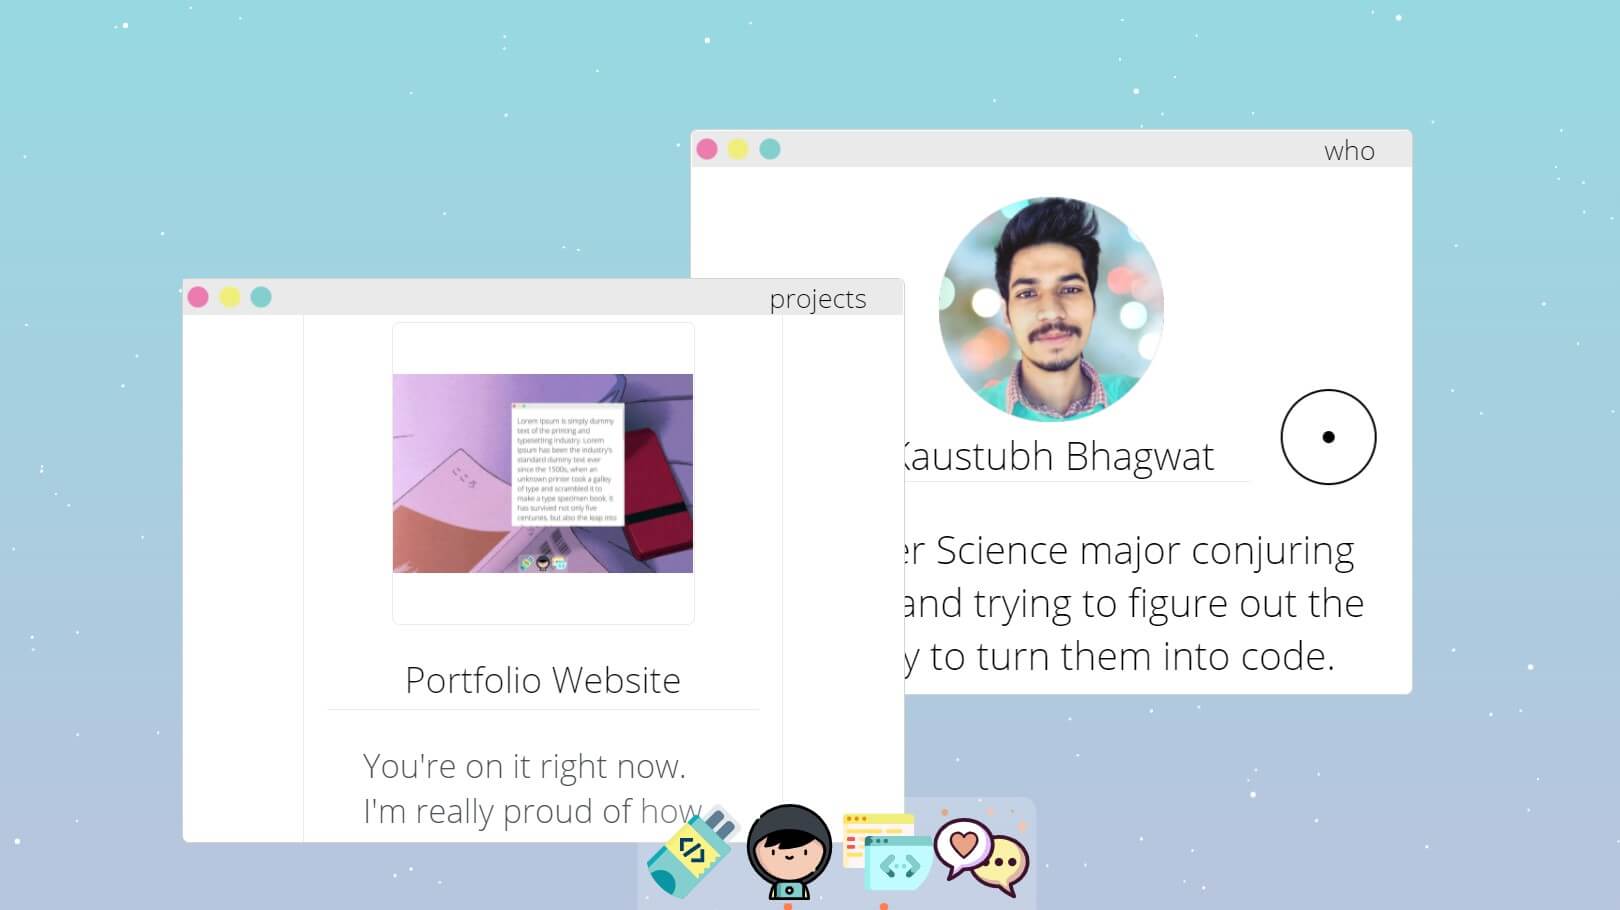 who
projects
Lorem Ipsum is simply dummy
text of the printing and
typesetting industry. Lorem
Ipsum has been the industry's
standard dummy text ever
since the 1500s, when an
unknown printer took a galley
of type and scrambled it to
make a type specimen book. It
has survived not only five
centuries, but also the leap into
Portfolio Website
You're on it right now.
I'm really proud of how
Kaustubh Bhagwat
er Science major conjuring
and trying to figure out the
y to turn them into code.